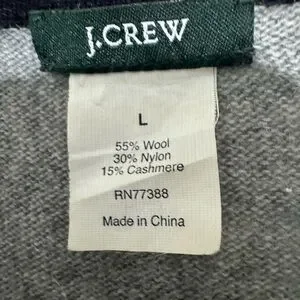 J.CREW
L
55% Wool
30% Nylon
15% Cashmere
RN77388
Made in China